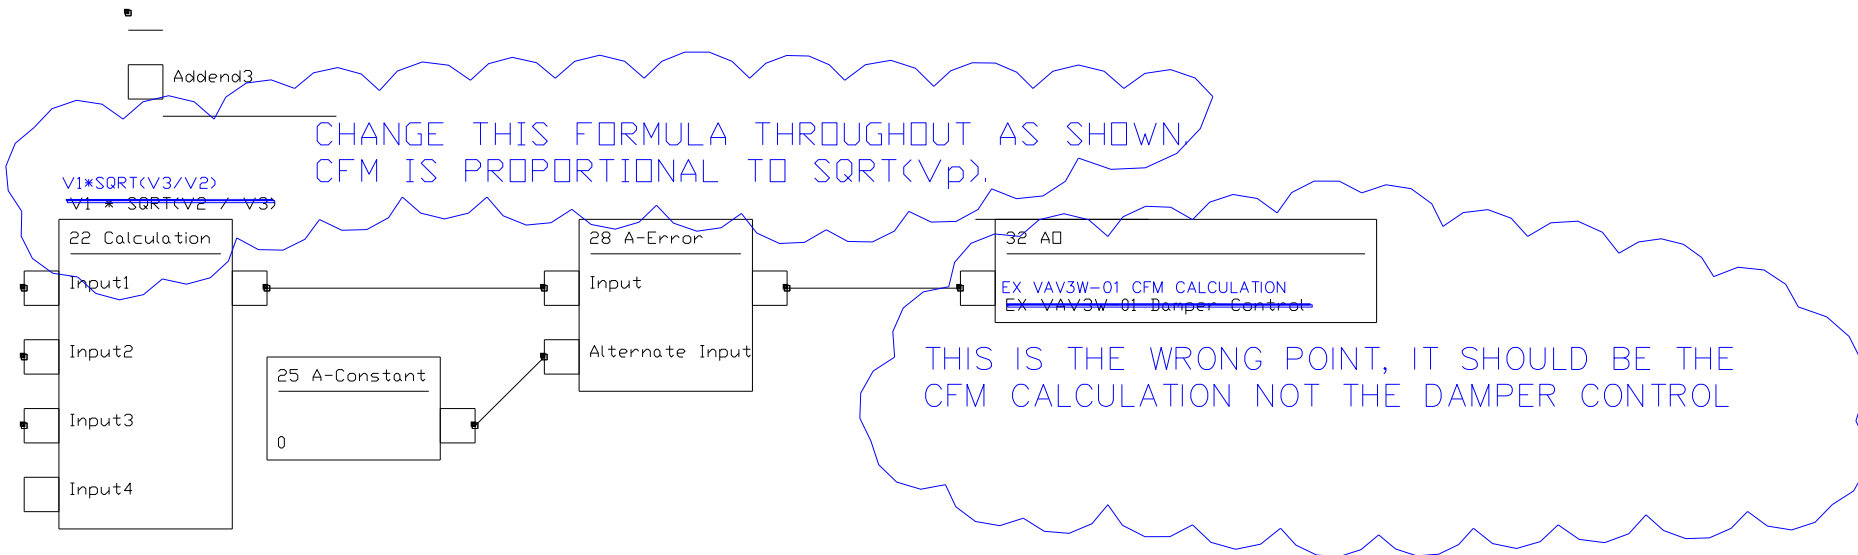 Addend3
CHANGE THIS FORMULA THROUGHOUT AS SHOWN.
CFM IS PROPORTIONAL TO SQRT(Vp).
V1*SQRT(V3/V2)
V1 * SQRT(V2 / V3)
22 Calculation
Input1
Input2
Input3
Input4
25 A-Constant
0
28 A-Error
Input
Alternate Input
32 AO
EX VAV3W-01 CFM CALCULATION
EX VAV3W-01 Damper Control
THIS IS THE WRONG POINT, IT SHOULD BE THE
CFM CALCULATION NOT THE DAMPER CONTROL